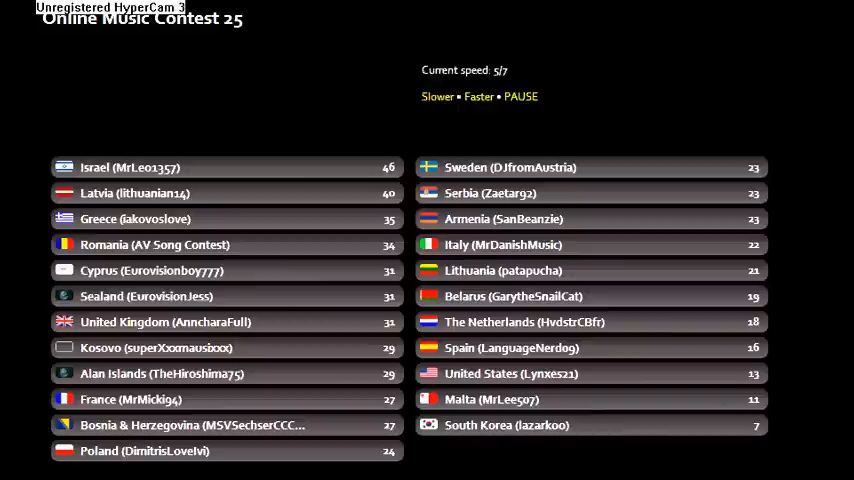 Unregistered HyperCam 3
Online Music Contest 25
Current speed: 5/7
Slower • Faster • PAUSE
Israel (MrLeo1357) 46
Latvia (lithuanian14) 40
Greece (iakovoslove) 35
Romania (AV Song Contest) 34
Cyprus (Eurovisionboy777) 31
Sealand (EurovisionJess) 31
United Kingdom (AnncharaFull) 31
Kosovo (superXxxmausixxx) 29
Alan Islands (TheHiroshima75) 29
France (MrMicki94) 27
Bosnia & Herzegovina (MSVSechserCCC... 27
Poland (DimitrisLovelvi) 24
Sweden (DJfromAustria) 23
Serbia (Zaetar92) 23
Armenia (SanBeanzie) 23
Italy (MrDanishMusic) 22
Lithuania (patapucha) 21
Belarus (GarytheSnailCat) 19
The Netherlands (HvdstrCBfr) 18
Spain (LanguageNerd09) 16
United States (Lynxes21) 13
Malta (MrLee507) 11
South Korea (lazarkoo) 7